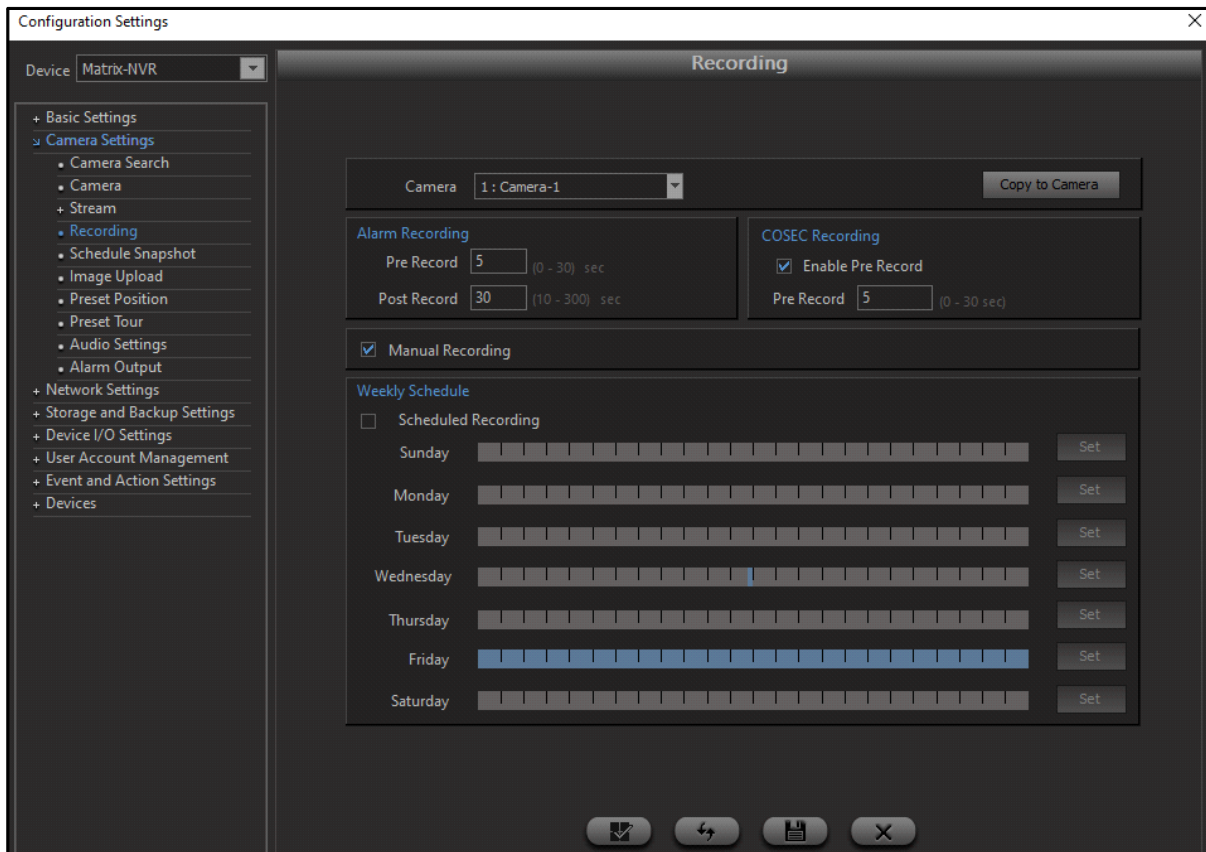 Configuration Settings
Device Matrix-NVR
+ Basic Settings
Camera Settings
Camera Search
Camera
+ Stream
Recording
Schedule Snapshot
Image Upload
Preset Position
Preset Tour
Audio Settings
Alarm Output
+ Network Settings
+ Storage and Backup Settings
+ Device I/O Settings
+ User Account Management
+ Event and Action Settings
+ Devices
Recording
Camera 1 : Camera-1 Copy to Camera
Alarm Recording
Pre Record 5 (0 - 30) sec
Post Record 30 (10 - 300) sec
COSEC Recording
Enable Pre Record
Pre Record 5 (0 - 30 sec)
Manual Recording
Weekly Schedule
Scheduled Recording
Sunday Set
Monday Set
Tuesday Set
Wednesday Set
Thursday Set
Friday Set
Saturday Set